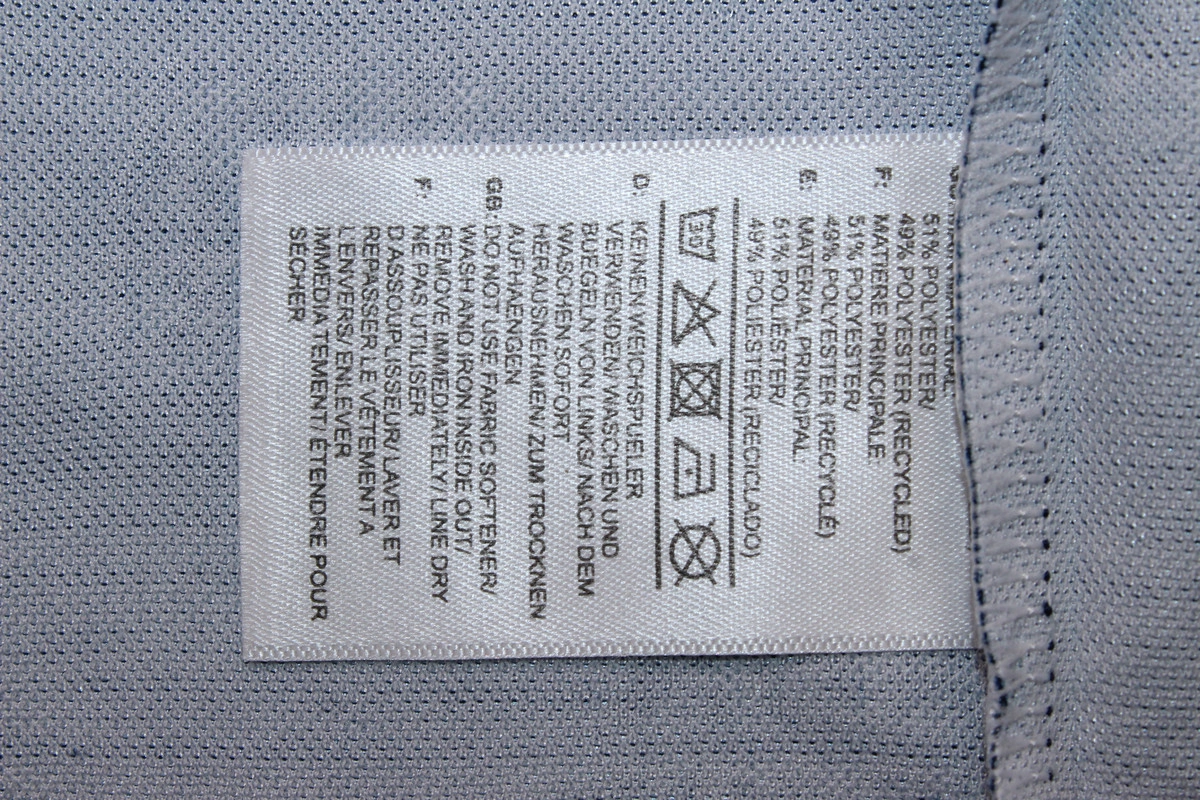 51% POLYESTER/
49% POLYESTER (RECYCLED)
F: MATIERE PRINCIPALE
51% POLYESTER/
49% POLYESTER (RECYCLÉ)
E: MATERIAL PRINCIPAL
51% POLIÉSTER/
49% POLIESTER (RECICLADO)
30
D: KEINEN WEICHSPUELER
VERWENDEN/ WASCHEN UND
BUEGELN VON LINKS/ NACH DEM
WASCHEN SOFORT
HERAUSNEHMEN/ ZUM TROCKNEN
AUFHAENGEN
GB: DO NOT USE FABRIC SOFTENER/
WASH AND IRON INSIDE OUT/
REMOVE IMMEDIATELY/ LINE DRY
F: NE PAS UTILISER
D'ASSOUPLISSEUR/ LAVER ET
REPASSER LE VÊTEMENT A
L'ENVERS/ ENLEVER
IMMEDIATEMENT/ ÉTENDRE POUR
SÉCHER